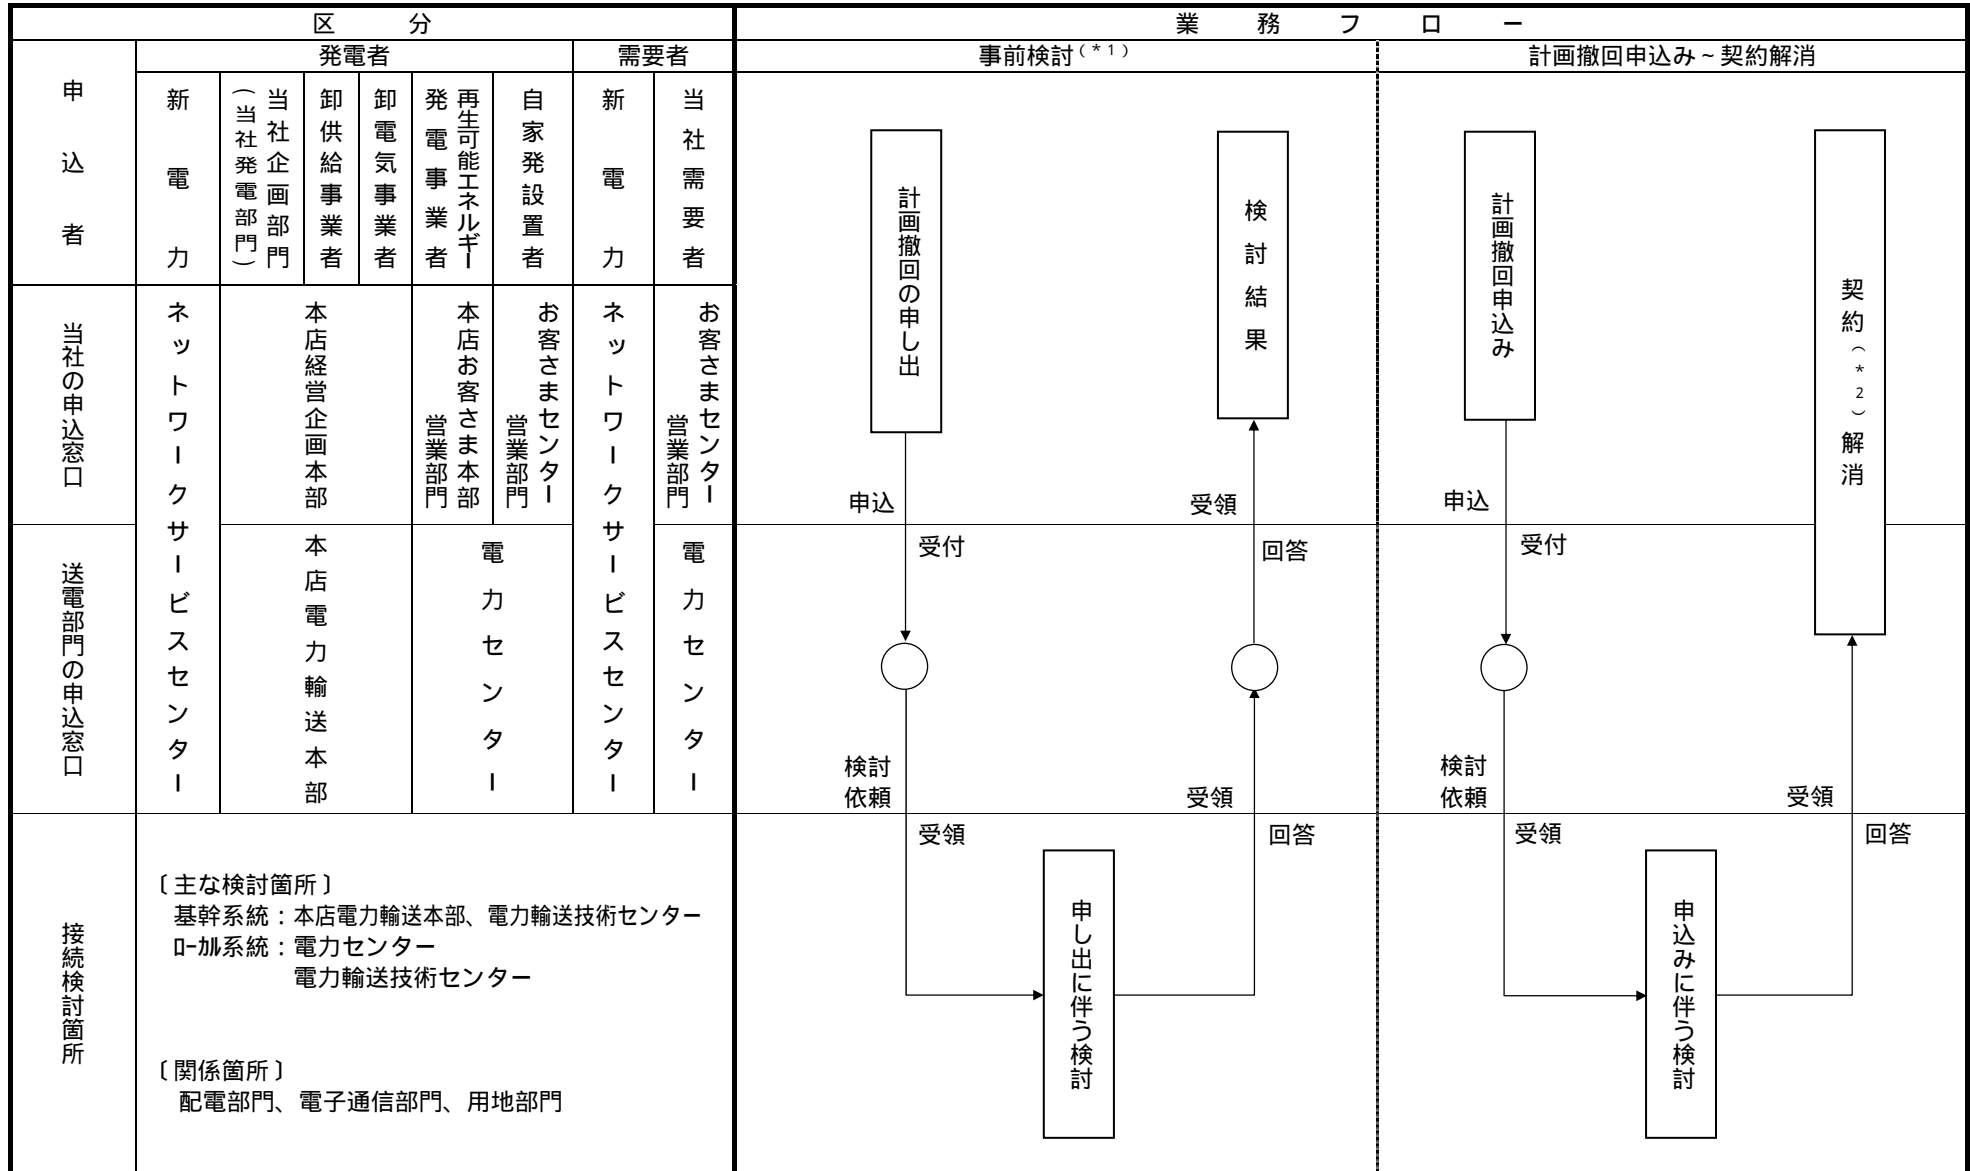 区分
業務フロー
申込者
発電者
需要者
事前検討(*1)
計画撤回申込み~契約解消
新電力
当社企画部門
(当社発電部門)
卸供給事業者
卸電気事業者
再生可能エネルギー
発電事業者
自家発設置者
新電力
当社需要者
当社の申込窓口
ネットワークサービスセンター
本店経営企画本部
本店お客さま本部
営業部門
お客さまセンター
営業部門
ネットワークサービスセンター
お客さまセンター
営業部門
送電部門の申込窓口
本店電力輸送本部
電力センター
電力センター
接続検討箇所
〔主な検討箇所〕
基幹系統:本店電力輸送本部、電力輸送技術センター
ローカル系統:電力センター
電力輸送技術センター
〔関係箇所〕
配電部門、電子通信部門、用地部門
計画撤回の申し出
申込
受付
検討
依頼
受領
申し出に伴う検討
回答
受領
回答
受領
検討結果
計画撤回申込み
申込
受付
検討
依頼
受領
申込みに伴う検討
回答
受領
契約(*2)解消